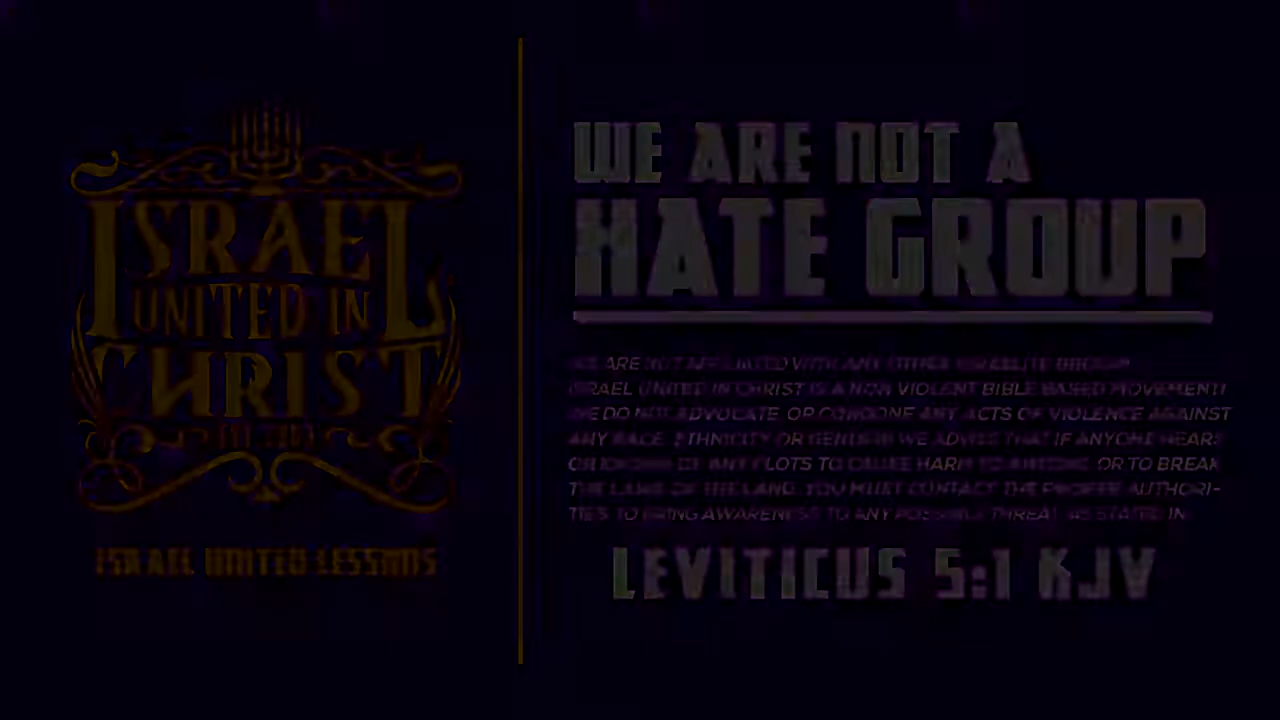 ISRAEL
UNITED IN
CHRIST
EST. 2003
ISRAEL UNITED LESSONS
WE ARE NOT A
HATE GROUP
WE ARE NOT AFFILIATED WITH ANY OTHER ISRAELITE GROUP!
ISRAEL UNITED IN CHRIST IS A NON VIOLENT BIBLE BASED MOVEMENT!
WE DO NOT ADVOCATE OR CONDONE ANY ACTS OF VIOLENCE AGAINST
ANY RACE, ETHNICITY OR GENDER! WE ADVISE THAT IF ANYONE HEARS
OR KNOWS OF ANY PLOTS TO CAUSE HARM TO ANYONE OR TO BREAK
THE LAWS OF THE LAND, YOU MUST CONTACT THE PROPER AUTHORI-
TIES TO BRING AWARENESS TO ANY POSSIBLE THREAT AS STATED IN
LEVITICUS 5:1 KJV